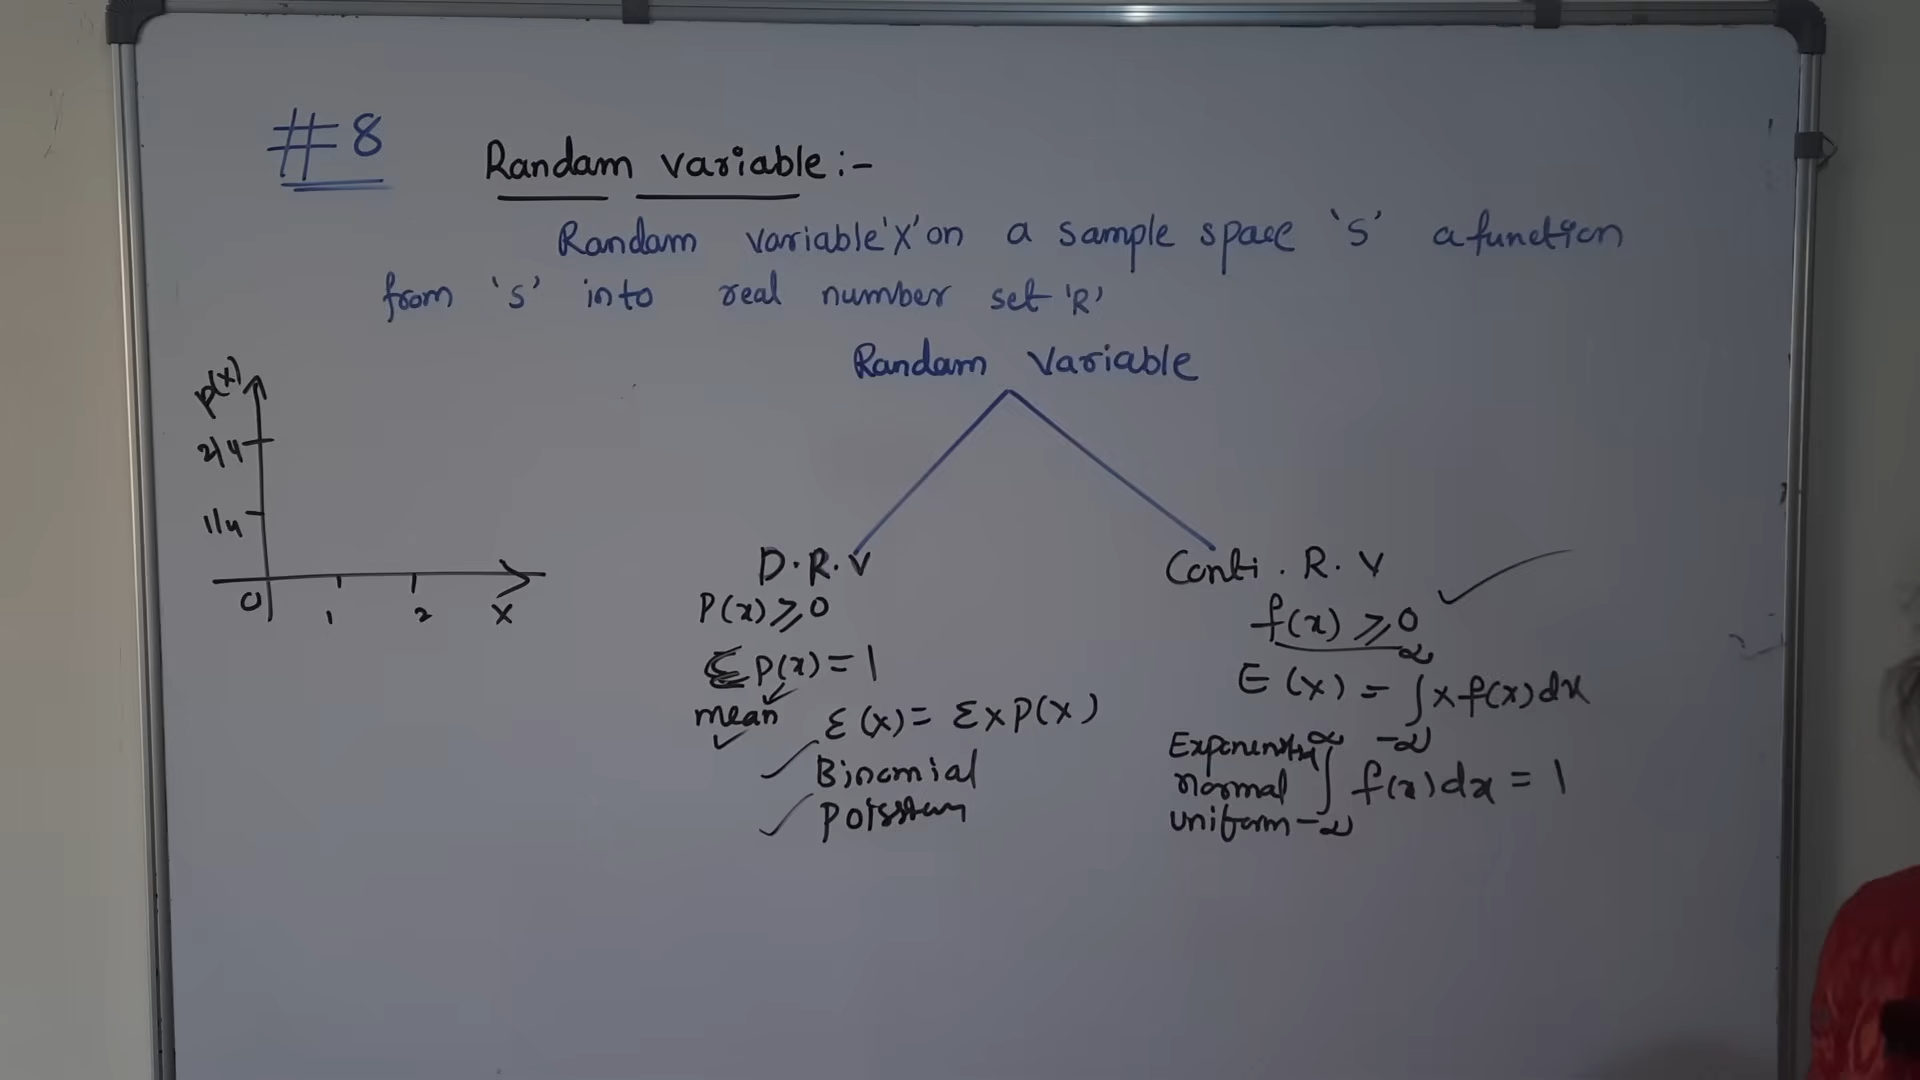 #8
Randam variable:-
Randam variable 'X' on a sample space 's' a function
from 's' into real number set 'R'
Randam Variable
p(x)
2/4
1/4
0 1 2 X
D.R.V
P(x) ≥ 0
Σ P(x) = 1
mean ε(x) = Σ x P(x)
Binomial
Conti. R. V
f(x) ≥ 0
E(x) = ∫_{-∞}^{∞} x f(x) dx
Exponential
normal
uniform
∫_{-∞}^{∞} f(x) dx = 1